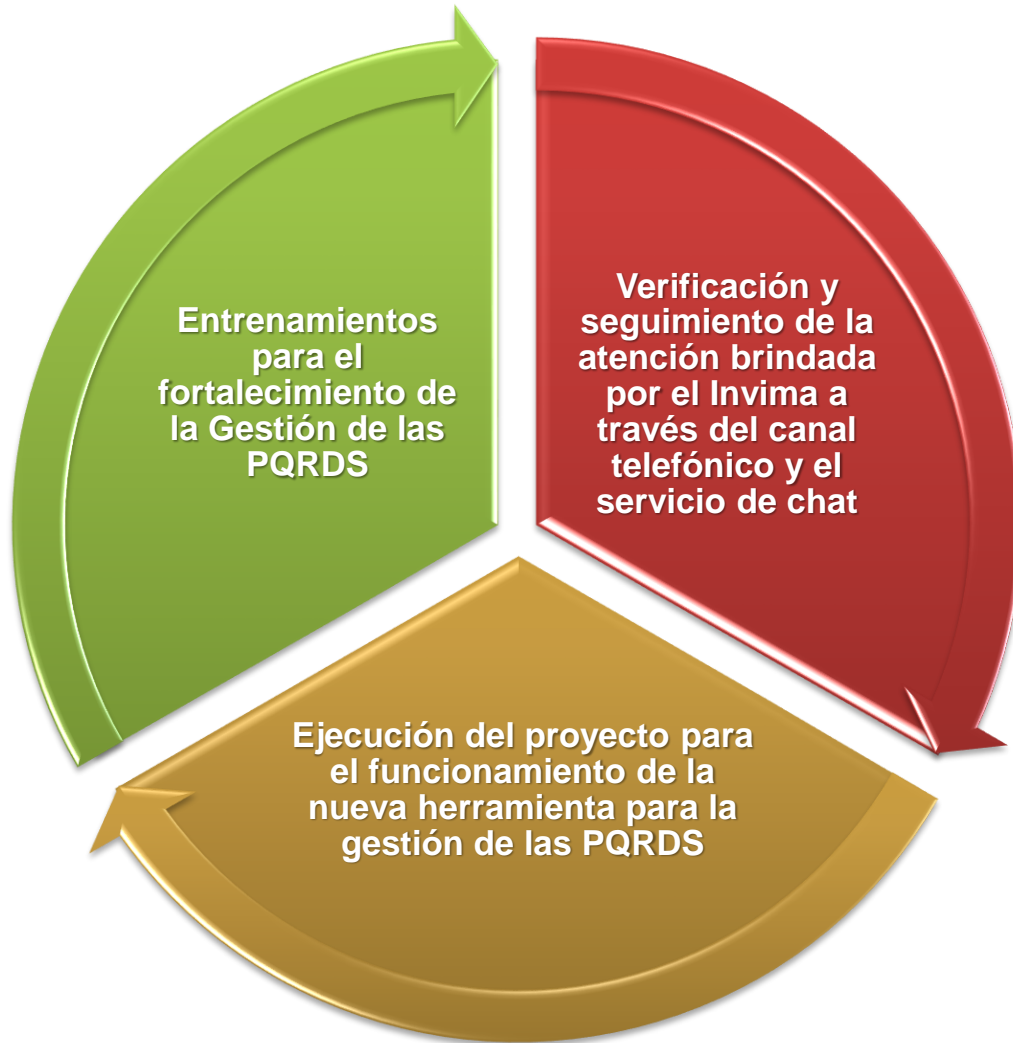 Entrenamientos
para el
fortalecimiento de
la Gestión de las
PQRDS
Verificación y
seguimiento de la
atención brindada
por el Invima a
través del canal
telefónico y el
servicio de chat
Ejecución del proyecto para
el funcionamiento de la
nueva herramienta para la
gestión de las PQRDS